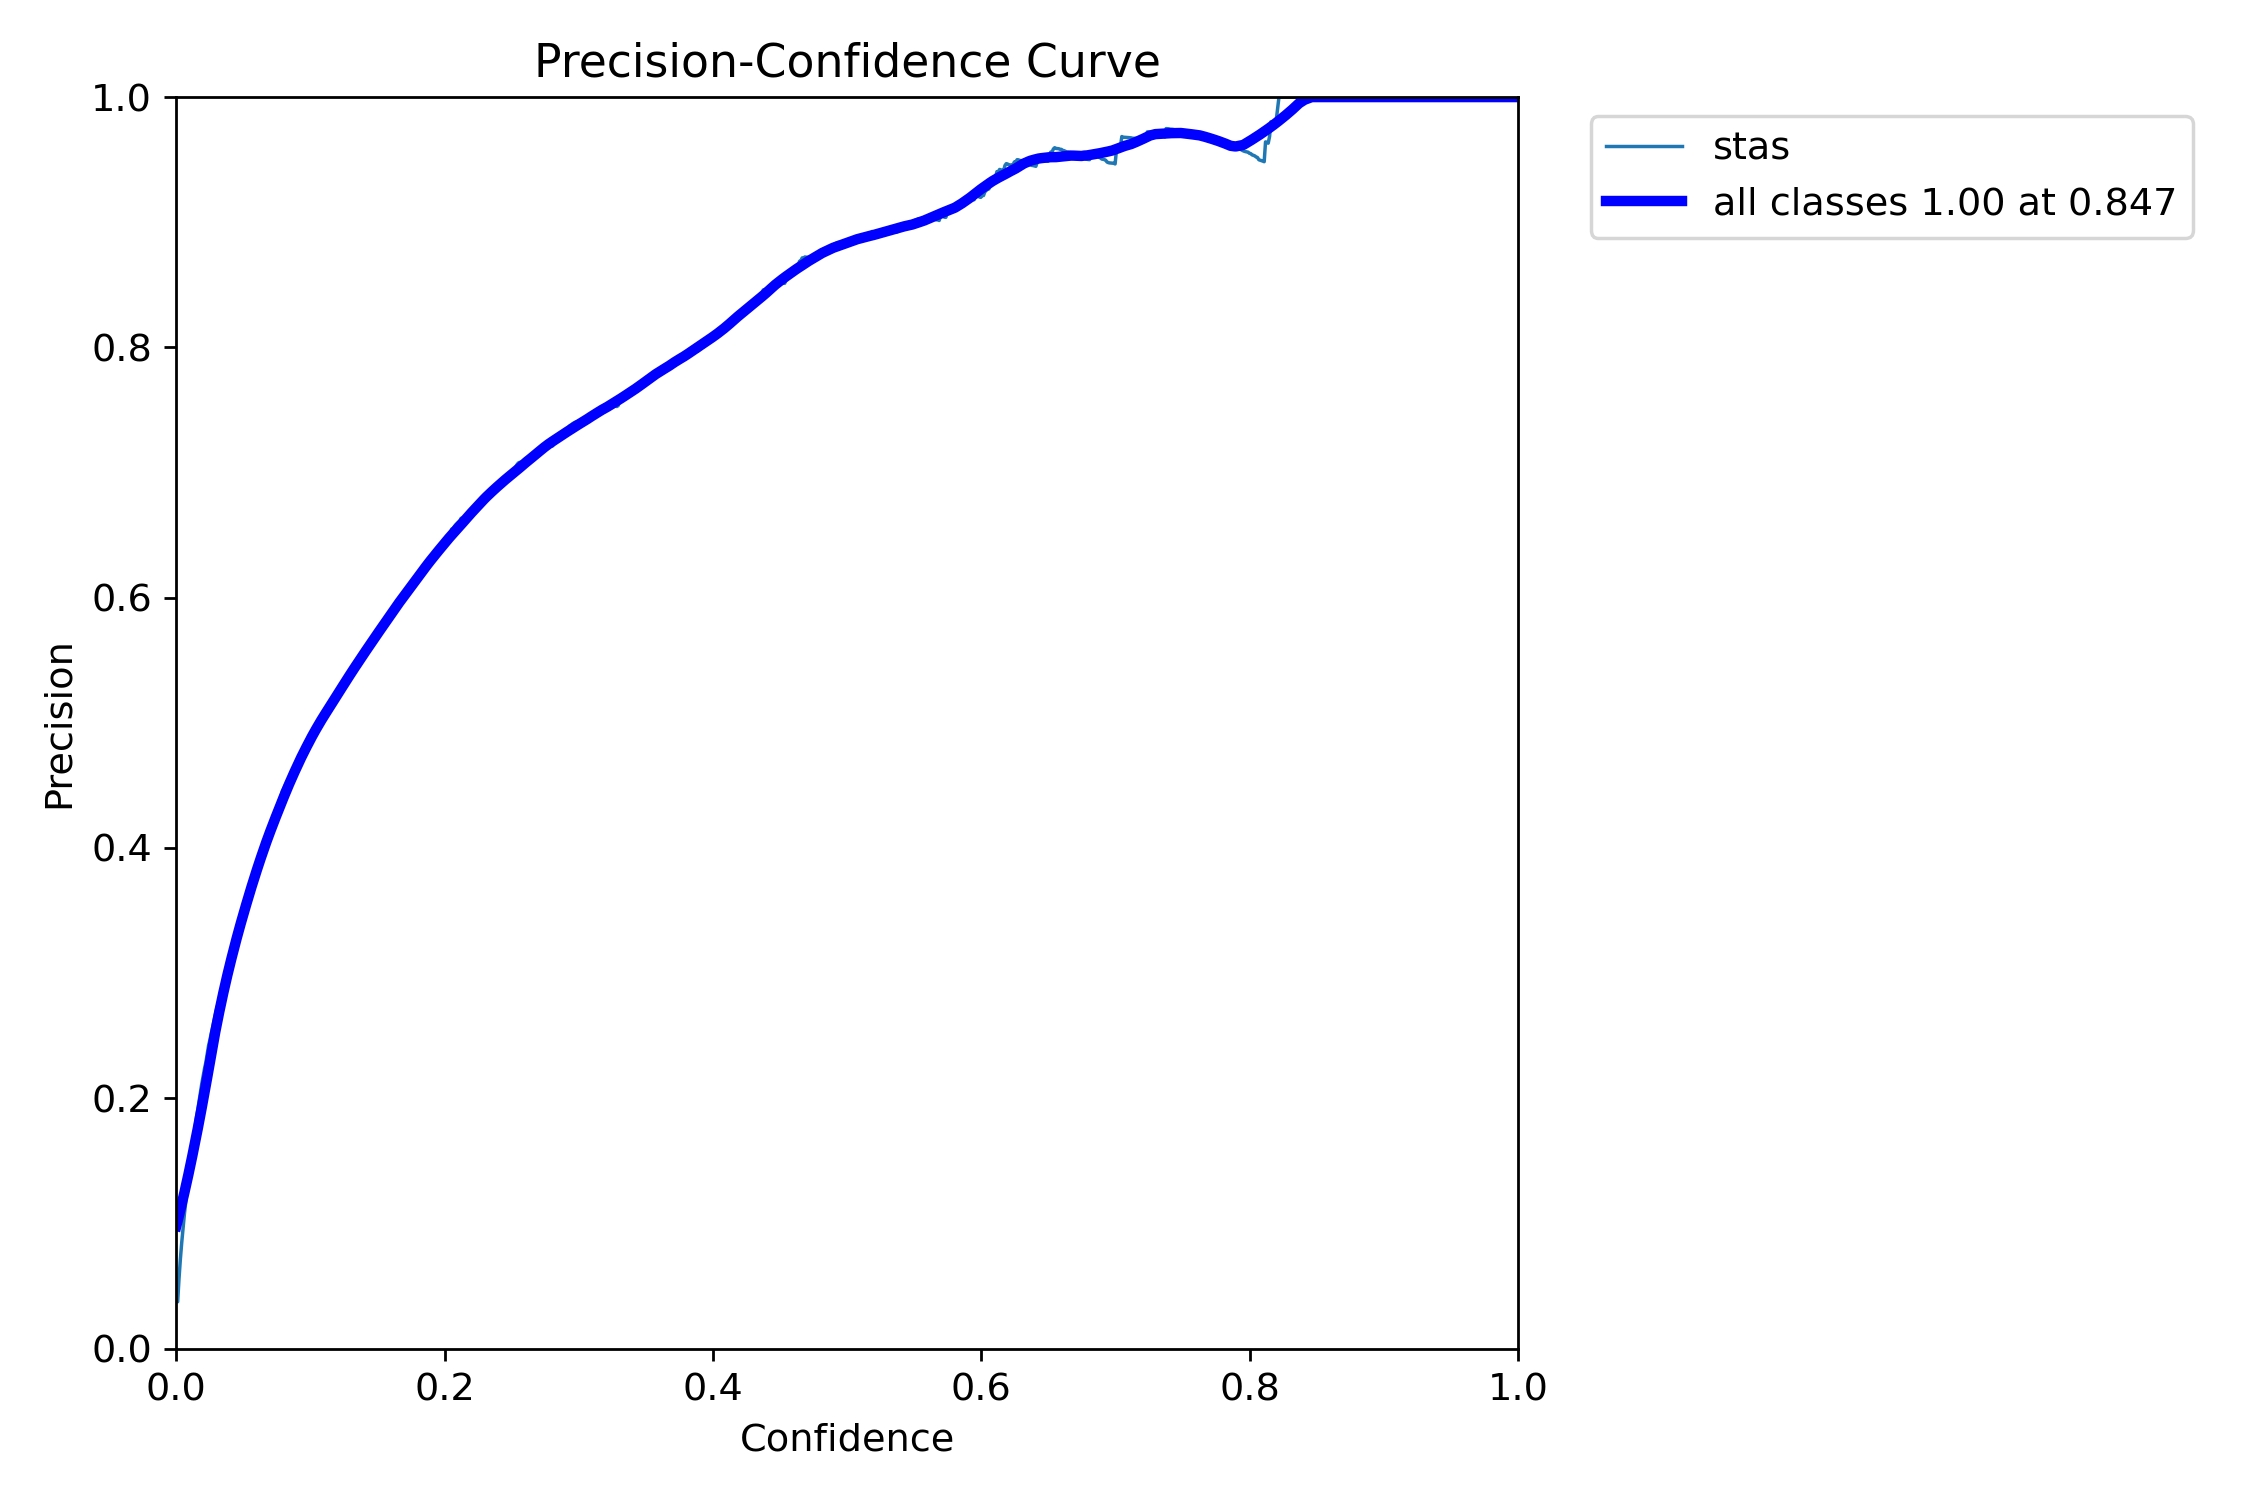 Precision-Confidence Curve
1.0
0.8
0.6
0.4
0.2
0.0
Precision
0.0 0.2 0.4 0.6 0.8 1.0
Confidence
stas
all classes 1.00 at 0.847